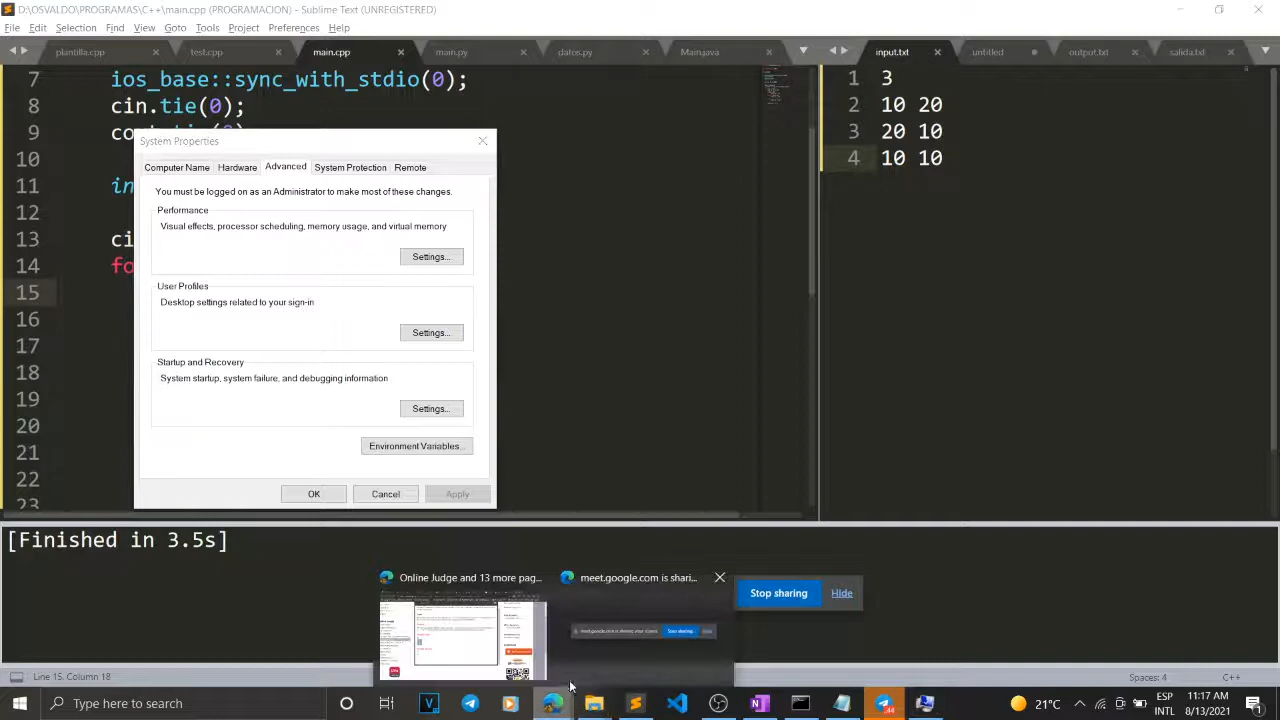 D:\OSVALDO\PROGRAMAS\C++\main.cpp (PROGRAMACION) - Sublime Text (UNREGISTERED)
File Edit Selection Find View Goto Tools Project Preferences Help
plantilla.cpp test.cpp main.cpp main.py datos.py Main.java input.txt untitled output.txt salida.txt
7 ios_base::sync_with_stdio(0);
8 cin.tie(0);
9
10
11
12
13
14
15
16
17
18
19
20
21
22
23
1 3
2 10 20
3 20 10
4 10 10
System Properties
Computer Name Hardware Advanced System Protection Remote
You must be logged on as an Administrator to make most of these changes.
Performance
Visual effects, processor scheduling, memory usage, and virtual memory
Settings...
User Profiles
Desktop settings related to your sign-in
Settings...
Startup and Recovery
System startup, system failure, and debugging information
Settings...
Environment Variables...
OK Cancel Apply
[Finished in 3.5s]
Online Judge and 13 more pag...
meet.google.com is shari...
Stop sharing Hide
Spaces: 4 C++
Type here to search
21°C
ESP
INTL
11:17 AM
8/13/2021